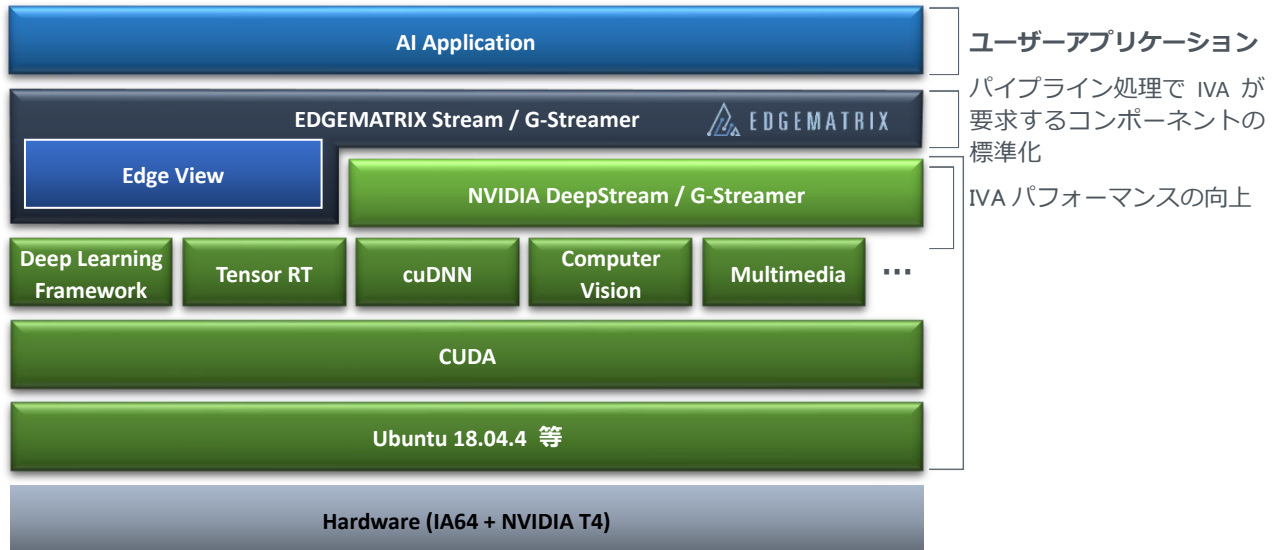 AI Application
ユーザーアプリケーション
EDGEMATRIX Stream / G-Streamer
EDGEMATRIX
パイプライン処理で IVA が
要求するコンポーネントの
標準化
Edge View
NVIDIA DeepStream / G-Streamer
IVA パフォーマンスの向上
Deep Learning
Framework
Tensor RT
cuDNN
Computer
Vision
Multimedia
...
CUDA
Ubuntu 18.04.4 等
Hardware (IA64 + NVIDIA T4)